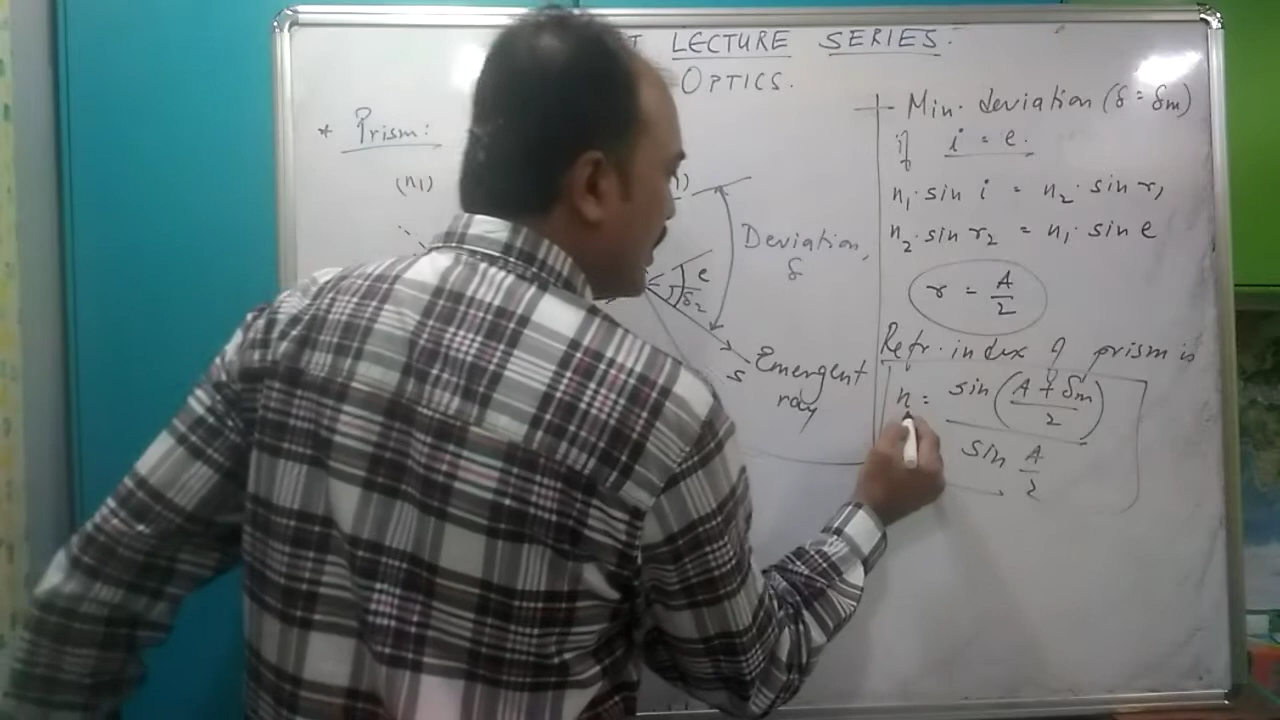 LECTURE SERIES.
OPTICS.
* Prism:
(n1)
Deviation,
δ
e
δ2
s
Emergent
ray
Min. deviation (δ = δm)
if i = e.
n1. sin i = n2. sin r1
n2. sin r2 = n1. sin e
r = A/2
Refr. index of prism is
n = sin (A + δm / 2)
sin A/2